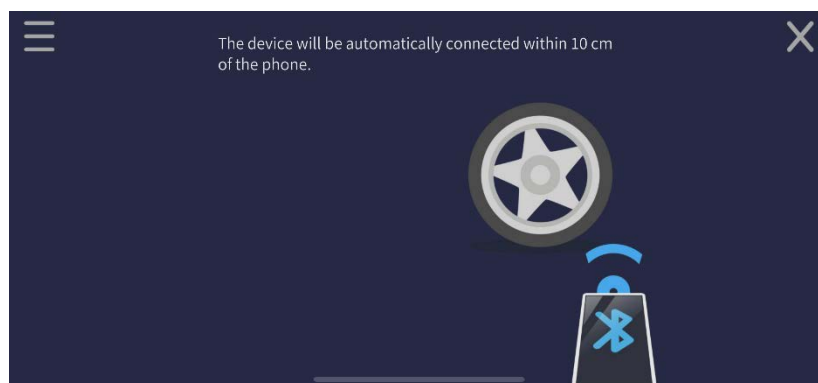 The device will be automatically connected within 10 cm
of the phone.